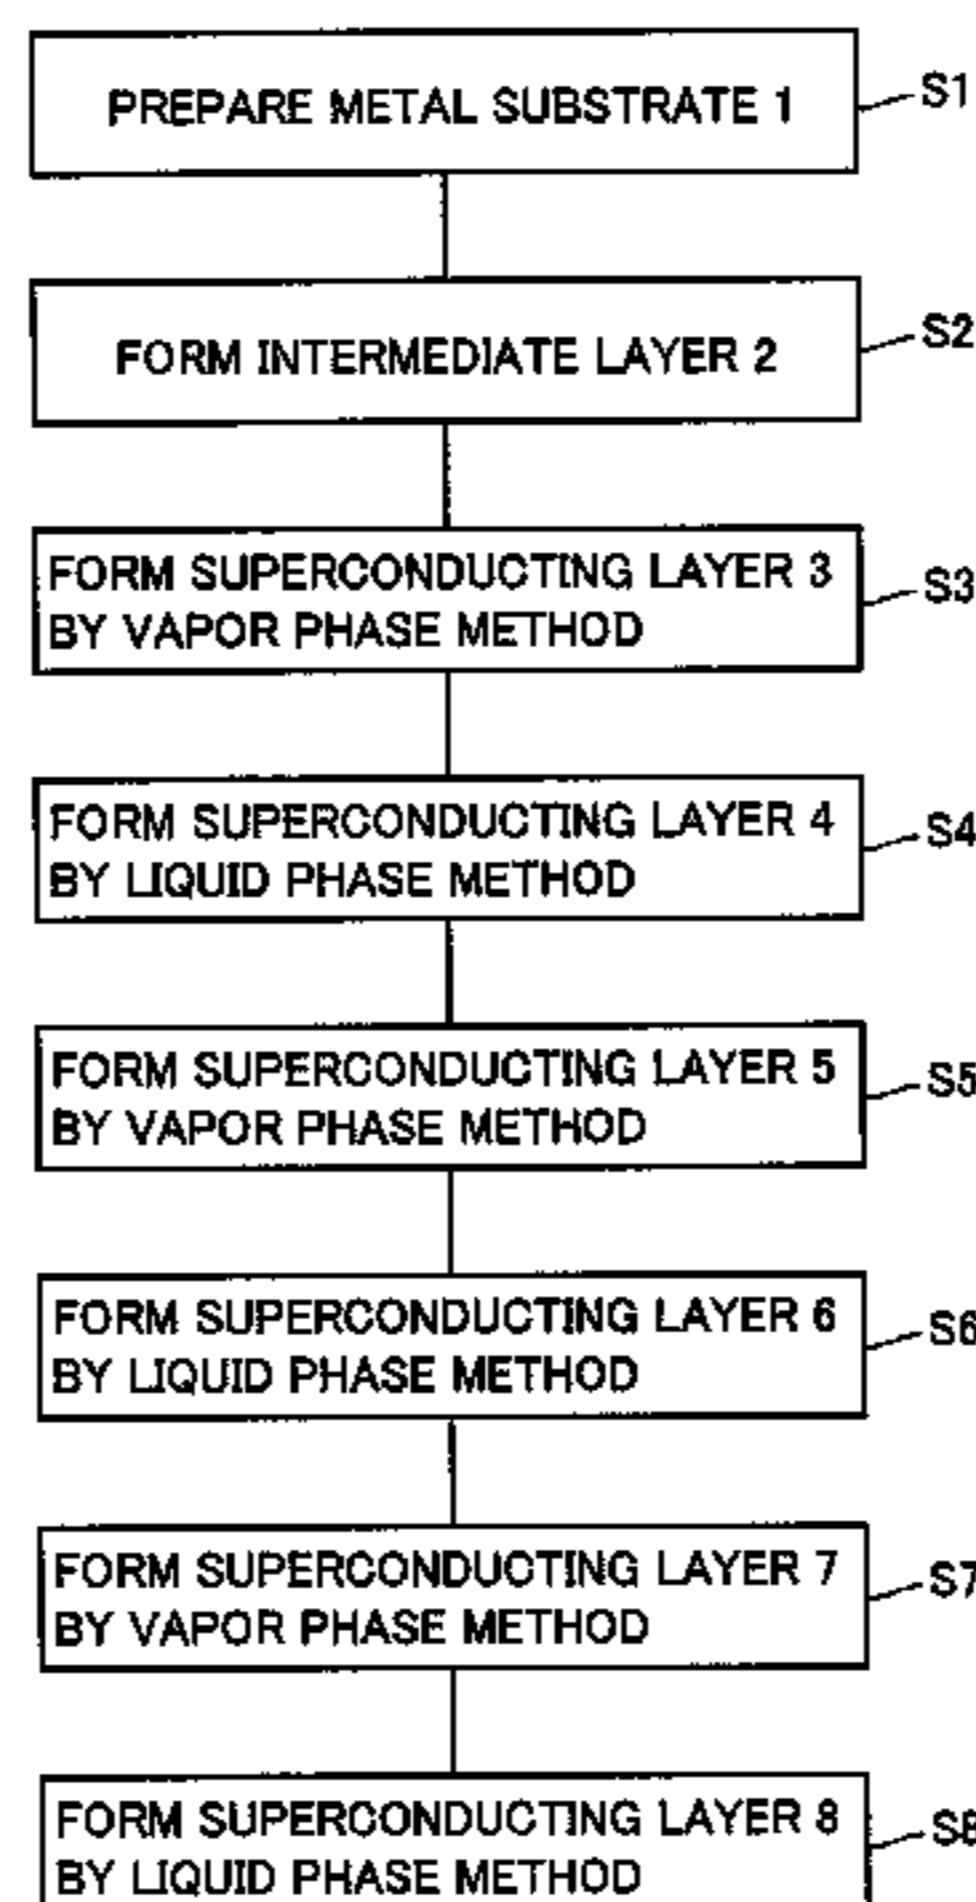 PREPARE METAL SUBSTRATE 1
S1
FORM INTERMEDIATE LAYER 2
S2
FORM SUPERCONDUCTING LAYER 3
BY VAPOR PHASE METHOD
S3
FORM SUPERCONDUCTING LAYER 4
BY LIQUID PHASE METHOD
S4
FORM SUPERCONDUCTING LAYER 5
BY VAPOR PHASE METHOD
S5
FORM SUPERCONDUCTING LAYER 6
BY LIQUID PHASE METHOD
S6
FORM SUPERCONDUCTING LAYER 7
BY VAPOR PHASE METHOD
S7
FORM SUPERCONDUCTING LAYER 8
BY LIQUID PHASE METHOD
S8